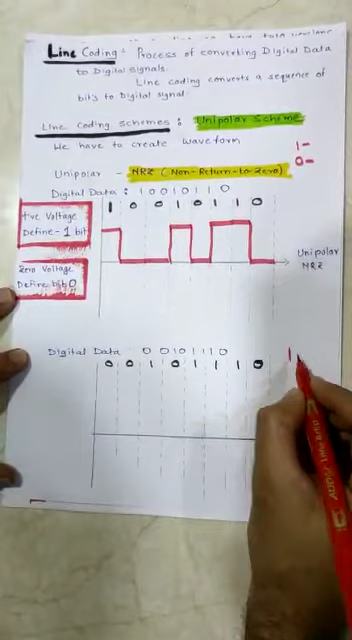 Line Coding : Process of converting Digital Data
to Digital signals.
Line coding converts a sequence of
bits to Digital signal
Line Coding Schemes : Unipolar Scheme
We have to create waveform
1-
0-
Unipolar - NRZ (Non-Return-to-Zero)
Digital Data : 1 0 0 1 0 1 1 0
1 0 0 1 0 1 1 0
+ive Voltage
Define - 1 bit
Zero Voltage
Define bit 0
Unipolar
NRZ
Digital Data : 0 0 1 0 1 1 1 0
0 0 1 0 1 1 1 0